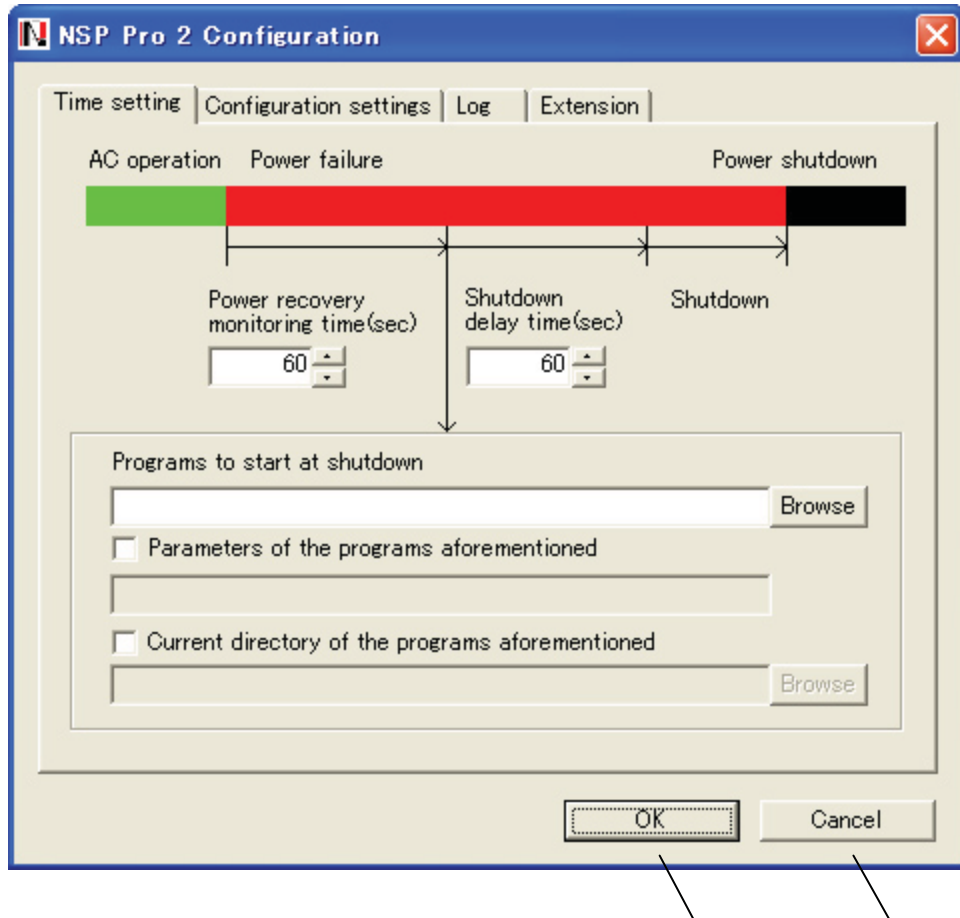 NSP Pro 2 Configuration
Time setting Configuration settings Log Extension
AC operation Power failure Power shutdown
Power recovery
monitoring time(sec)
Shutdown
delay time(sec)
Shutdown
60 60
Programs to start at shutdown
Browse
Parameters of the programs aforementioned
Current directory of the programs aforementioned
Browse
OK Cancel